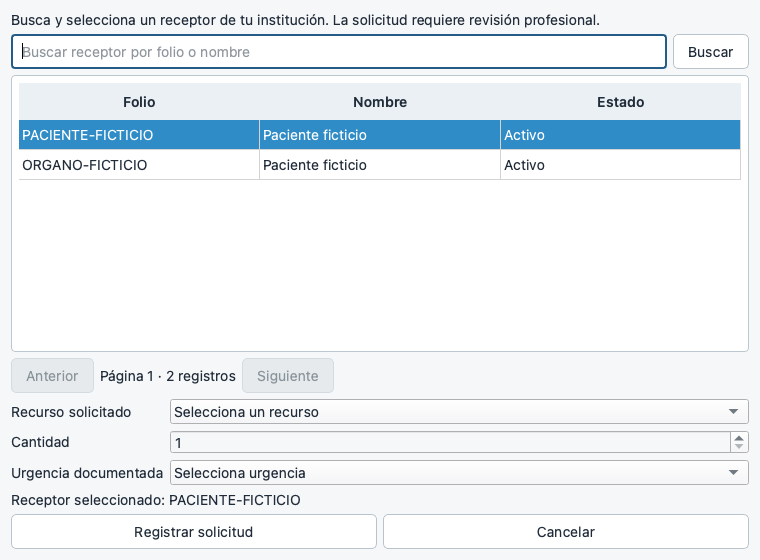 Busca y selecciona un receptor de tu institución. La solicitud requiere revisión profesional.
Buscar receptor por folio o nombre Buscar
Folio Nombre Estado
PACIENTE-FICTICIO Paciente ficticio Activo
ORGANO-FICTICIO Paciente ficticio Activo
Anterior Página 1 · 2 registros Siguiente
Recurso solicitado Selecciona un recurso
Cantidad 1
Urgencia documentada Selecciona urgencia
Receptor seleccionado: PACIENTE-FICTICIO
Registrar solicitud Cancelar